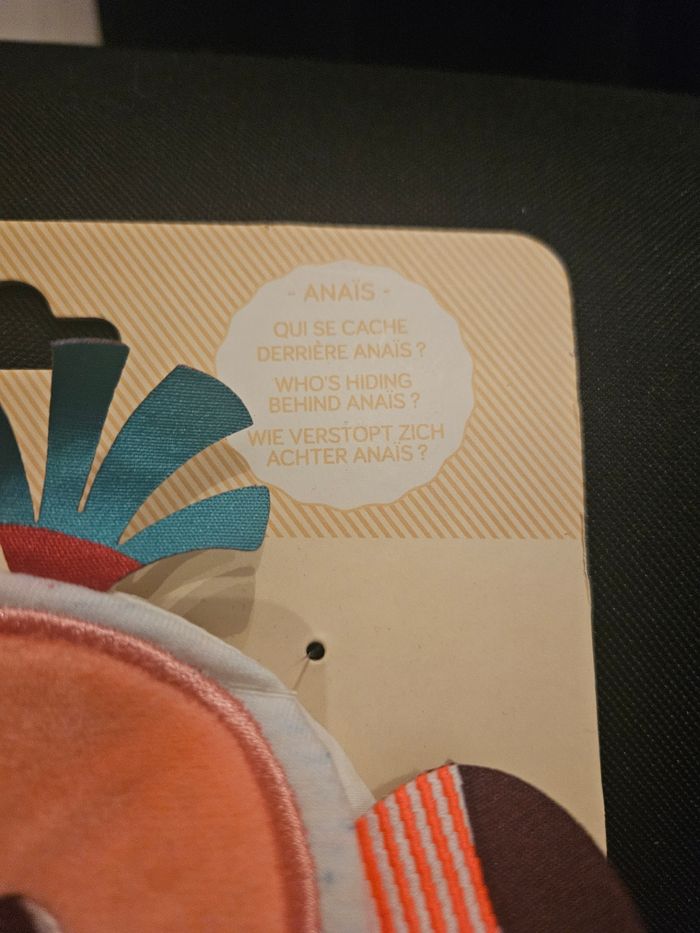 - ANAÏS -
QUI SE CACHE
DERRIÈRE ANAÏS ?
WHO'S HIDING
BEHIND ANAÏS ?
WIE VERSTOPT ZICH
ACHTER ANAÏS ?